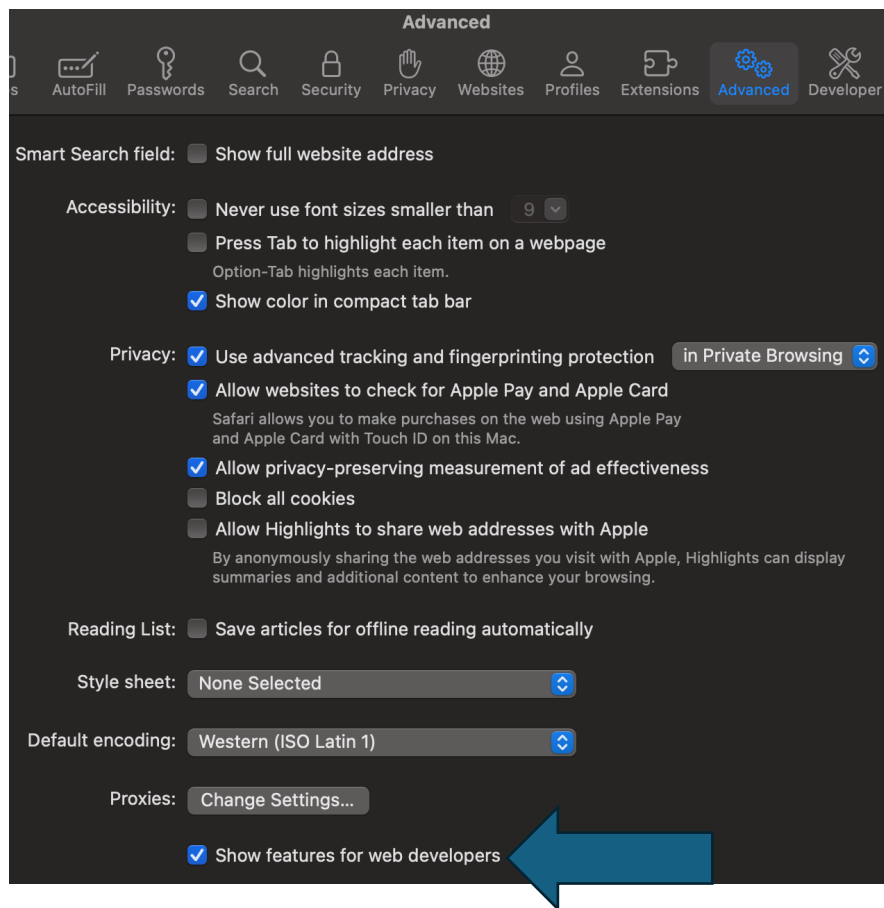 Advanced
s AutoFill Passwords Search Security Privacy Websites Profiles Extensions Advanced Developer
Smart Search field: Show full website address
Accessibility: Never use font sizes smaller than 9
Press Tab to highlight each item on a webpage
Option-Tab highlights each item.
Show color in compact tab bar
Privacy: Use advanced tracking and fingerprinting protection in Private Browsing
Allow websites to check for Apple Pay and Apple Card
Safari allows you to make purchases on the web using Apple Pay
and Apple Card with Touch ID on this Mac.
Allow privacy-preserving measurement of ad effectiveness
Block all cookies
Allow Highlights to share web addresses with Apple
By anonymously sharing the web addresses you visit with Apple, Highlights can display
summaries and additional content to enhance your browsing.
Reading List: Save articles for offline reading automatically
Style sheet: None Selected
Default encoding: Western (ISO Latin 1)
Proxies: Change Settings...
Show features for web developers